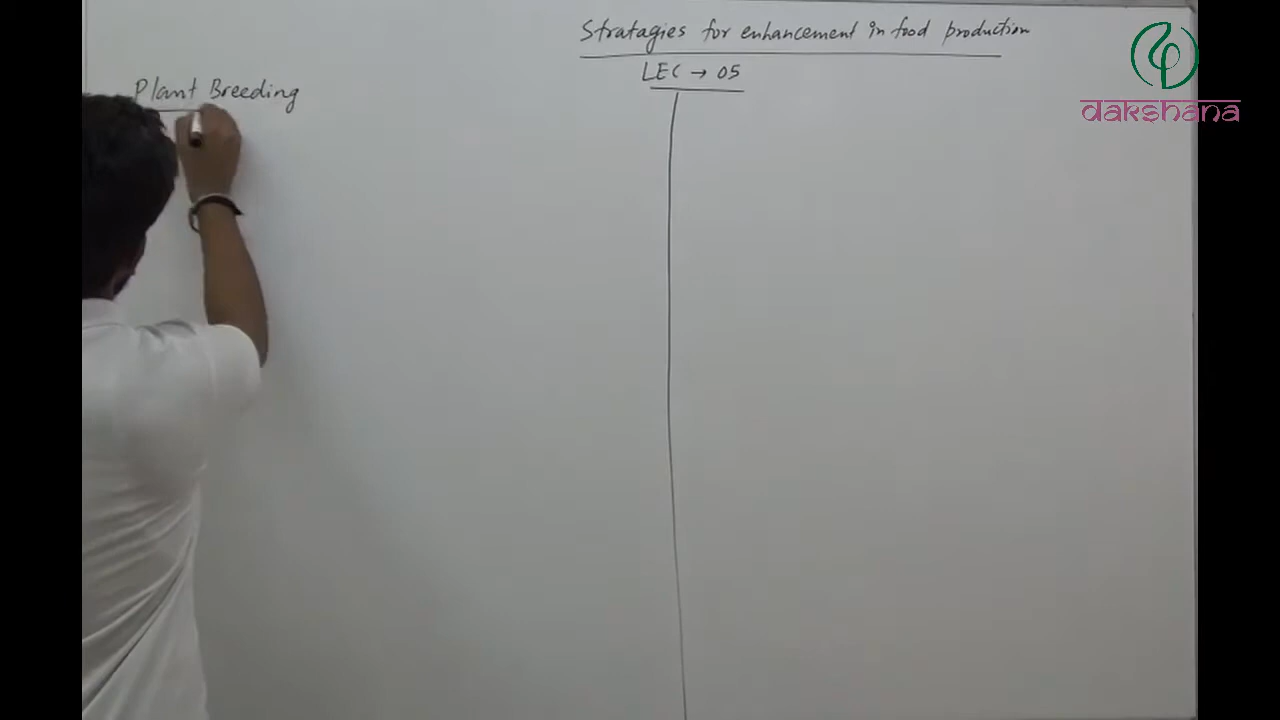 Stratagies for enhancement in food production
LEC → 05
dakshana
Plant Breeding